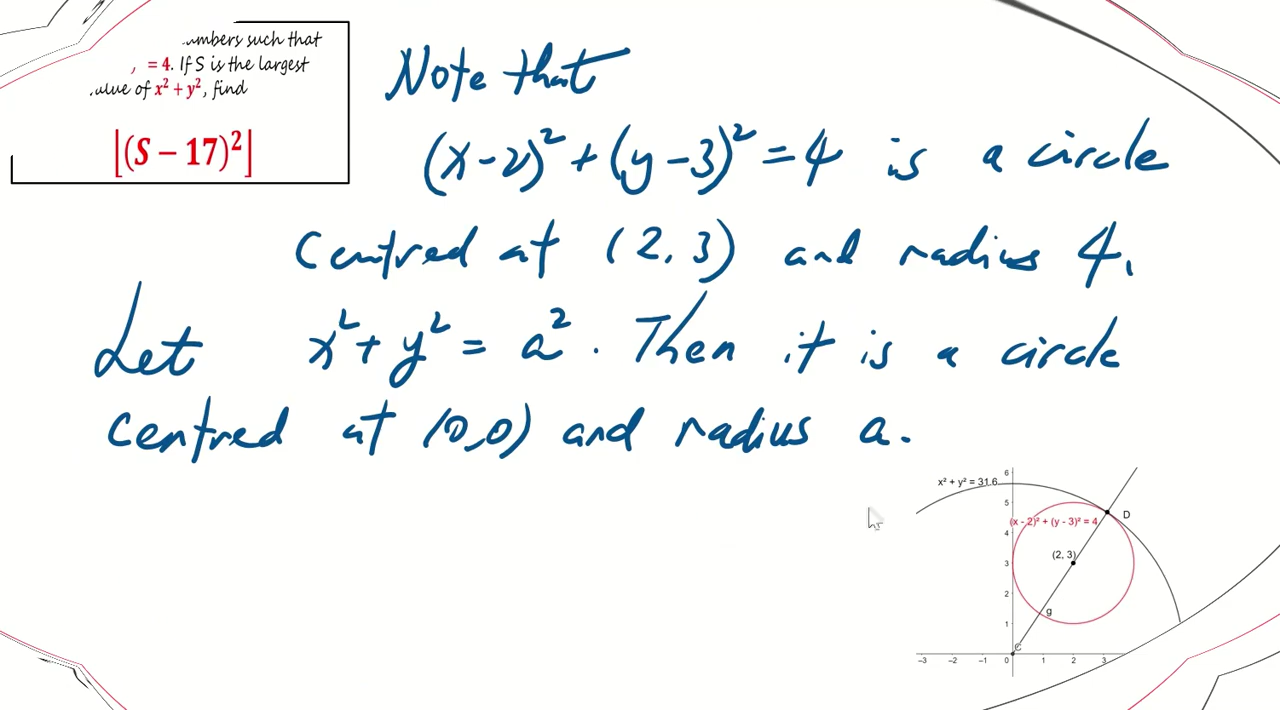 numbers such that
, = 4. If S is the largest
value of x² + y², find
⌊(S − 17)²⌋
Note that
(x-2)² + (y-3)² = 4 is a circle
Centred at (2, 3) and radius 4.
Let x² + y² = a². Then it is a circle
centred at (0,0) and radius a.
x² + y² = 31.6
(x - 2)² + (y - 3)² = 4
D
(2, 3)
g
C
6
5
4
3
2
1
-3 -2 -1 0 1 2 3